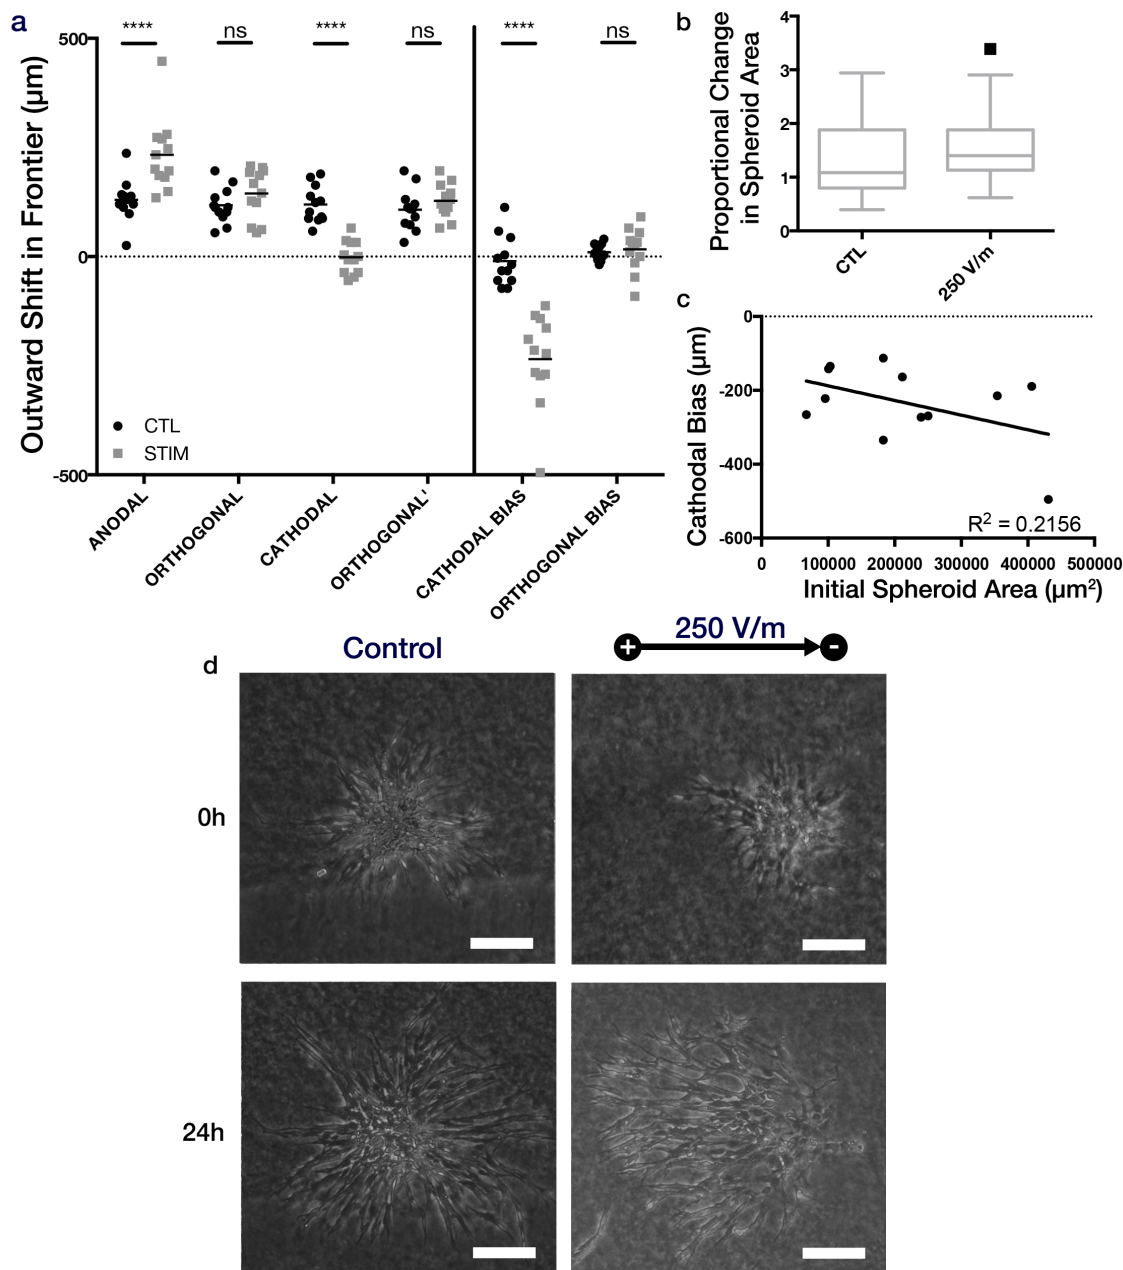 a
**** ns **** ns **** ns
500
0
-500
Outward Shift in Frontier (µm)
CTL
STIM
ANODAL
ORTHOGONAL
CATHODAL
ORTHOGONAL'
CATHODAL BIAS
ORTHOGONAL BIAS
b
Proportional Change
in Spheroid Area
4
3
2
1
0
CTL
250 V/m
c
Cathodal Bias (µm)
0
-200
-400
-600
R² = 0.2156
0 100000 200000 300000 400000 500000
Initial Spheroid Area (µm²)
d
Control
250 V/m
+ -
0h
24h